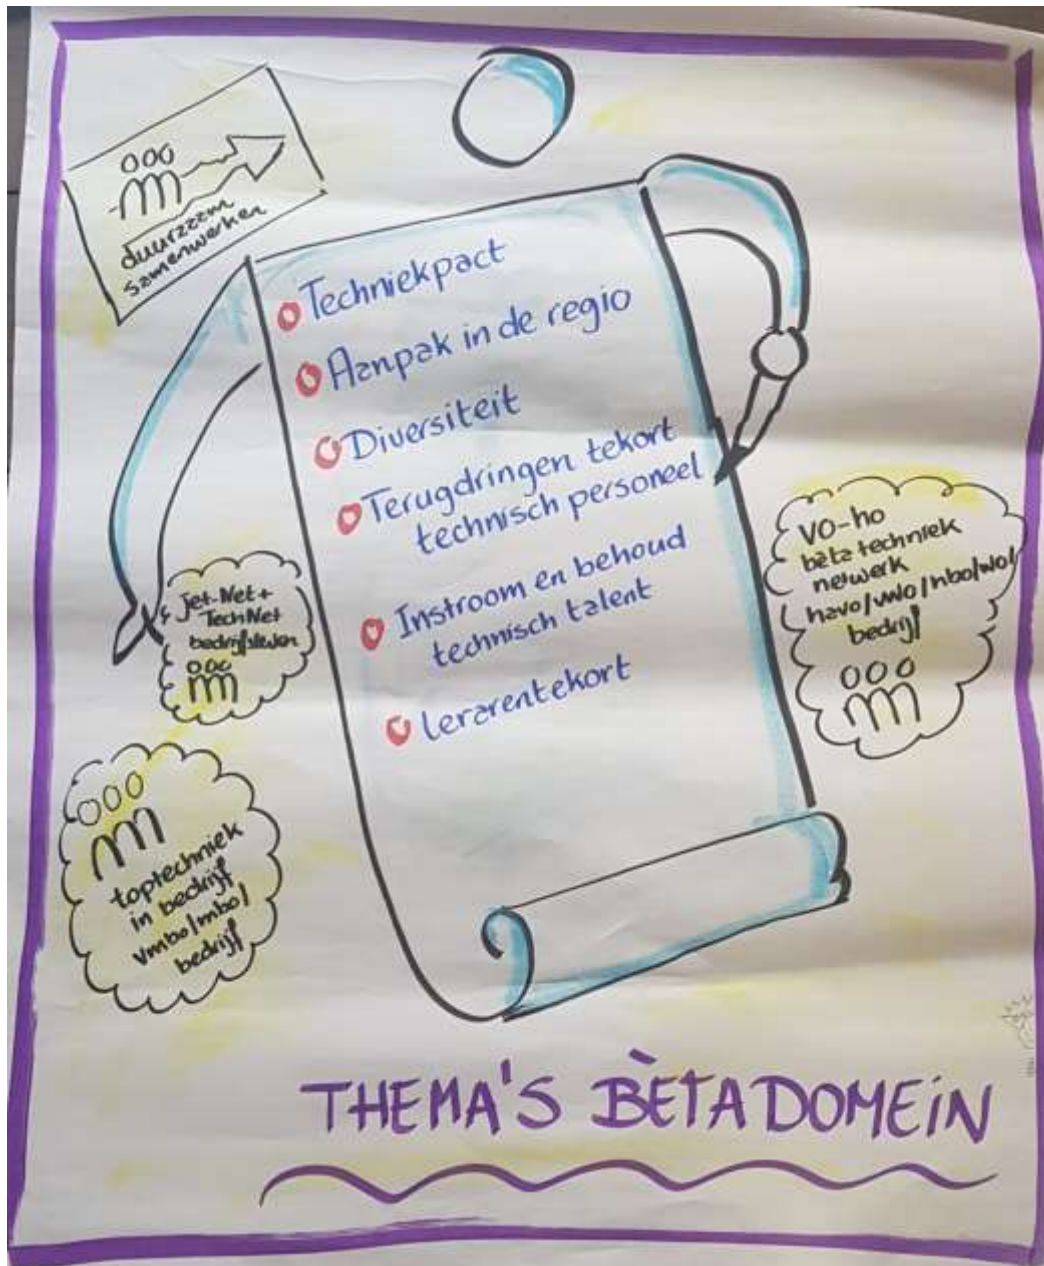 duurzaam
samenwerken
Techniekpact
Aanpak in de regio
Diversiteit
Terugdringen tekort
technisch personeel
Instroom en behoud
technisch talent
lerarentekort
Jet-Net +
TechNet
toptechniek
in bedrijf
vmbo/mbo/
bedrijf
VO-ho
bèta techniek
netwerk
havo/vwo/hbo/wo/
bedrijf
THEMA'S BÈTA DOMEIN